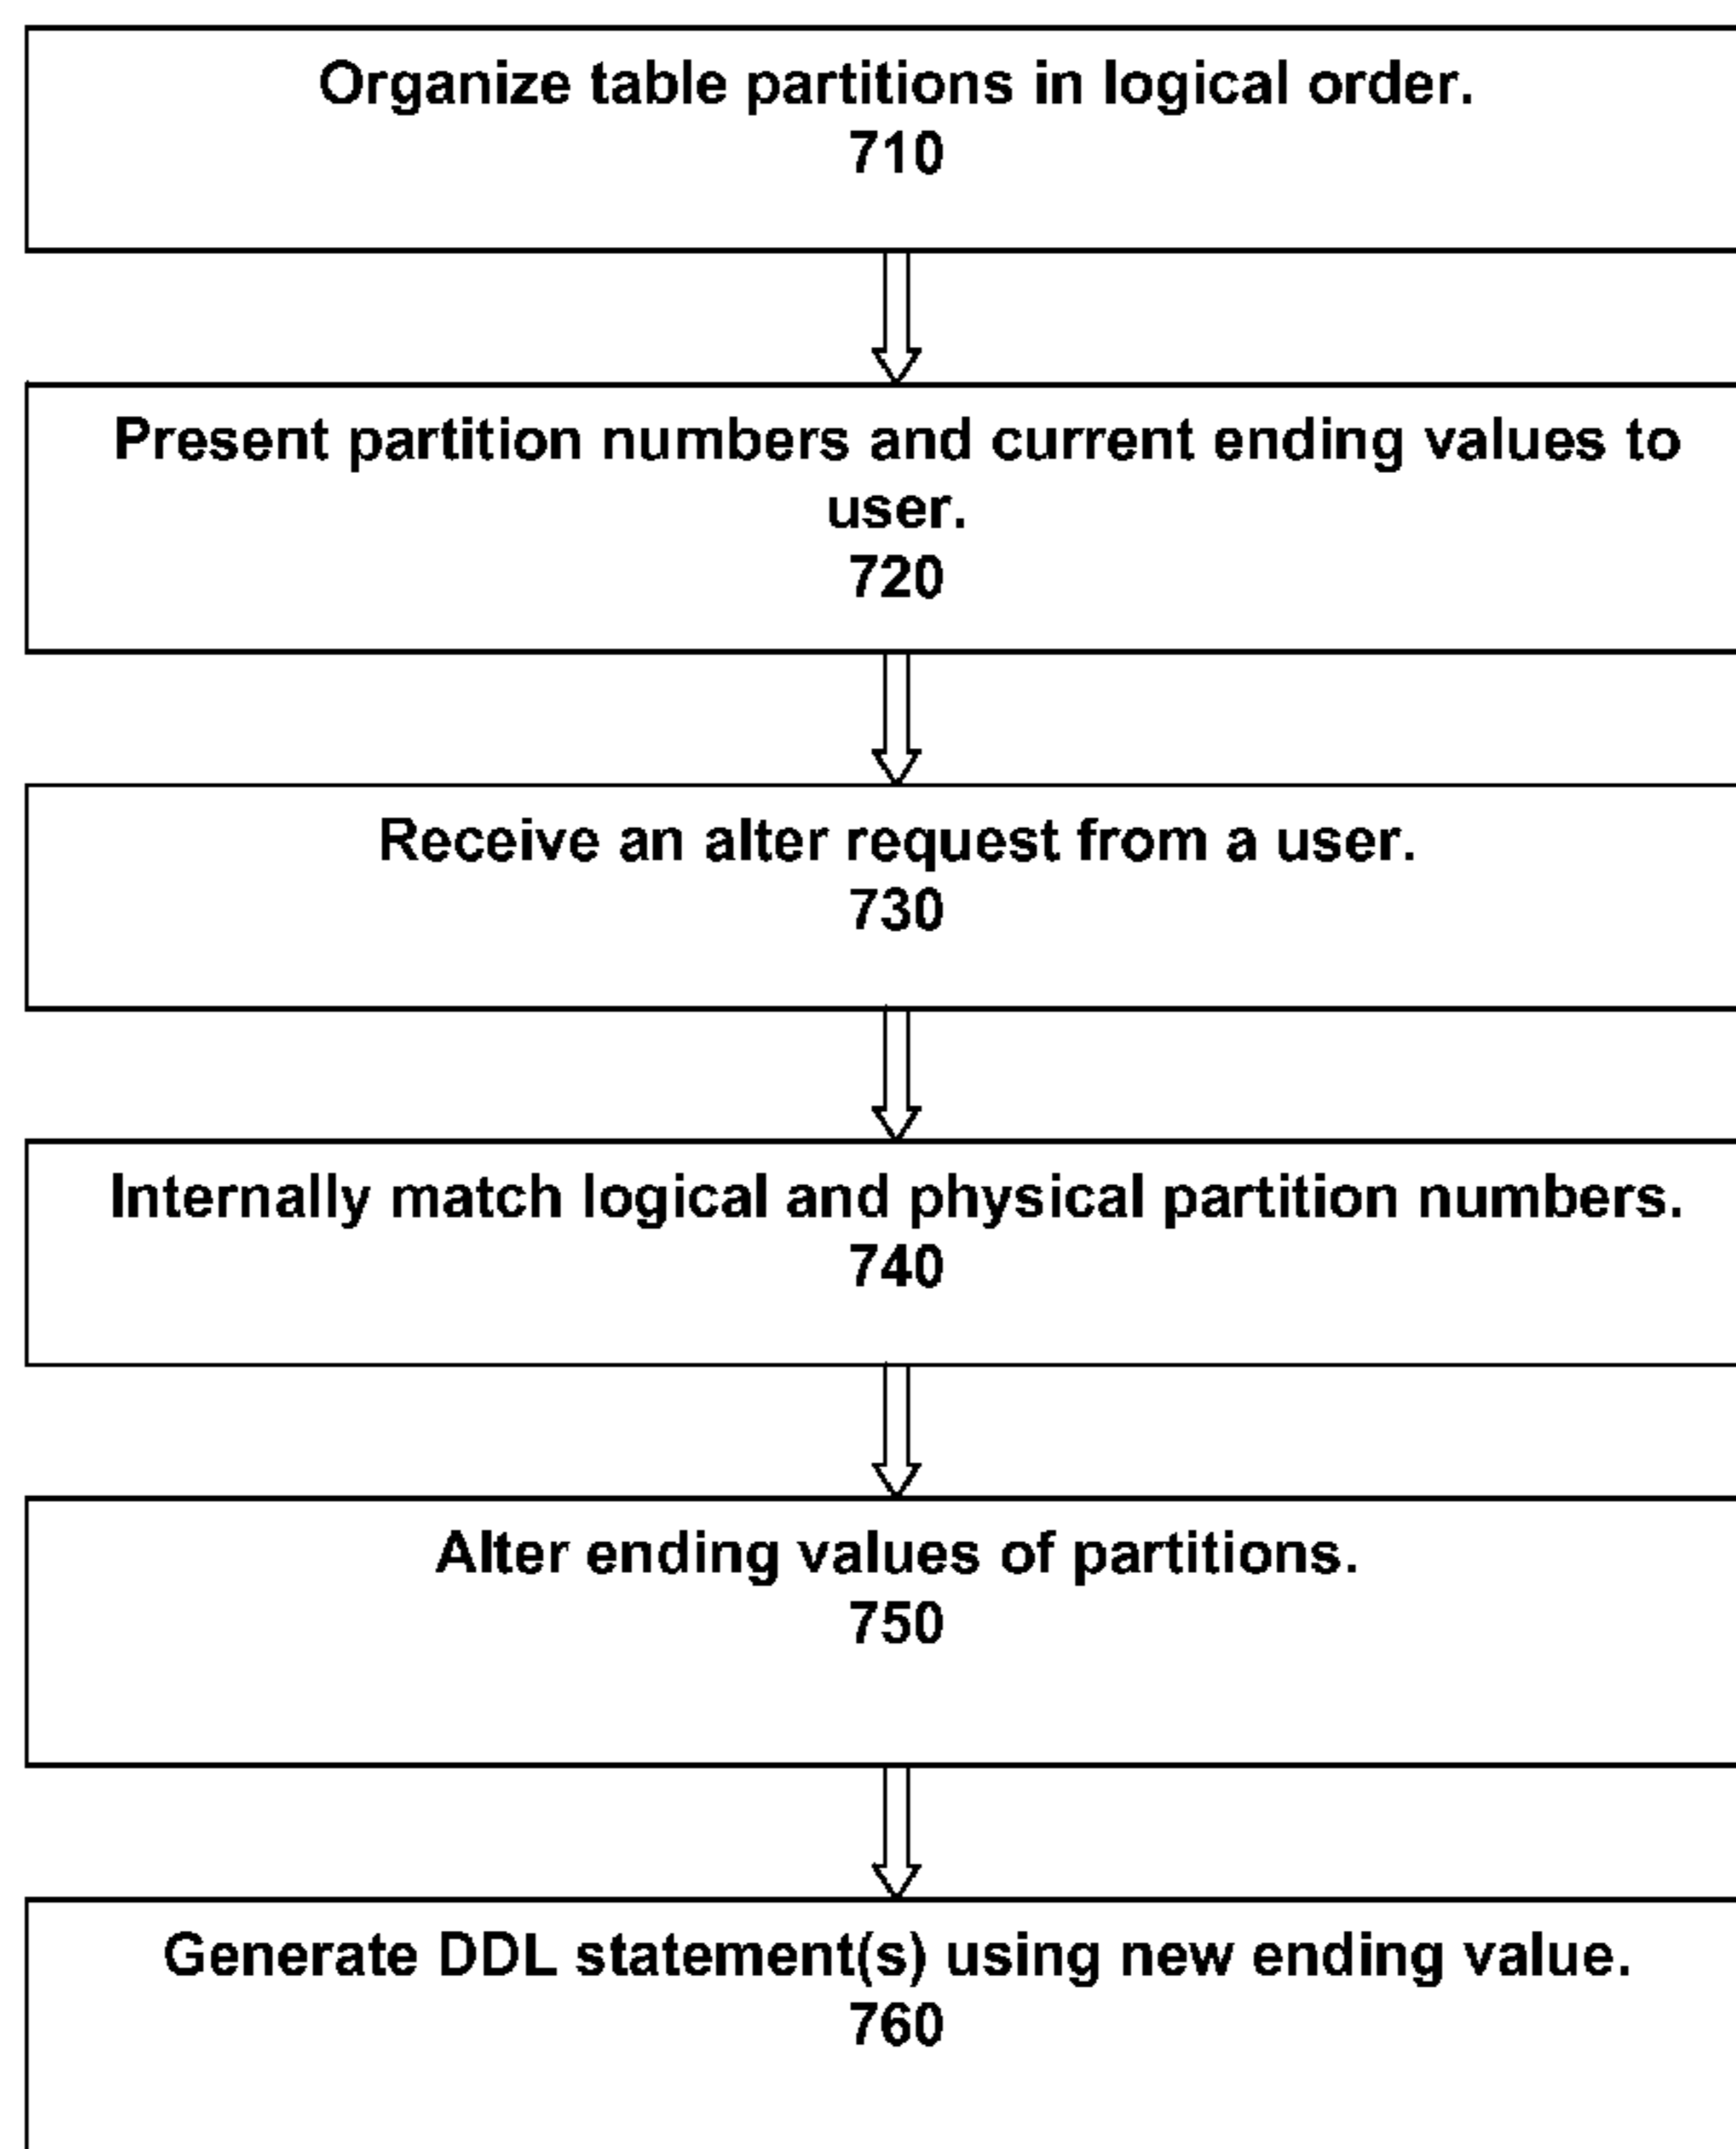 Organize table partitions in logical order.
710
Present partition numbers and current ending values to
user.
720
Receive an alter request from a user.
730
Internally match logical and physical partition numbers.
740
Alter ending values of partitions.
750
Generate DDL statement(s) using new ending value.
760